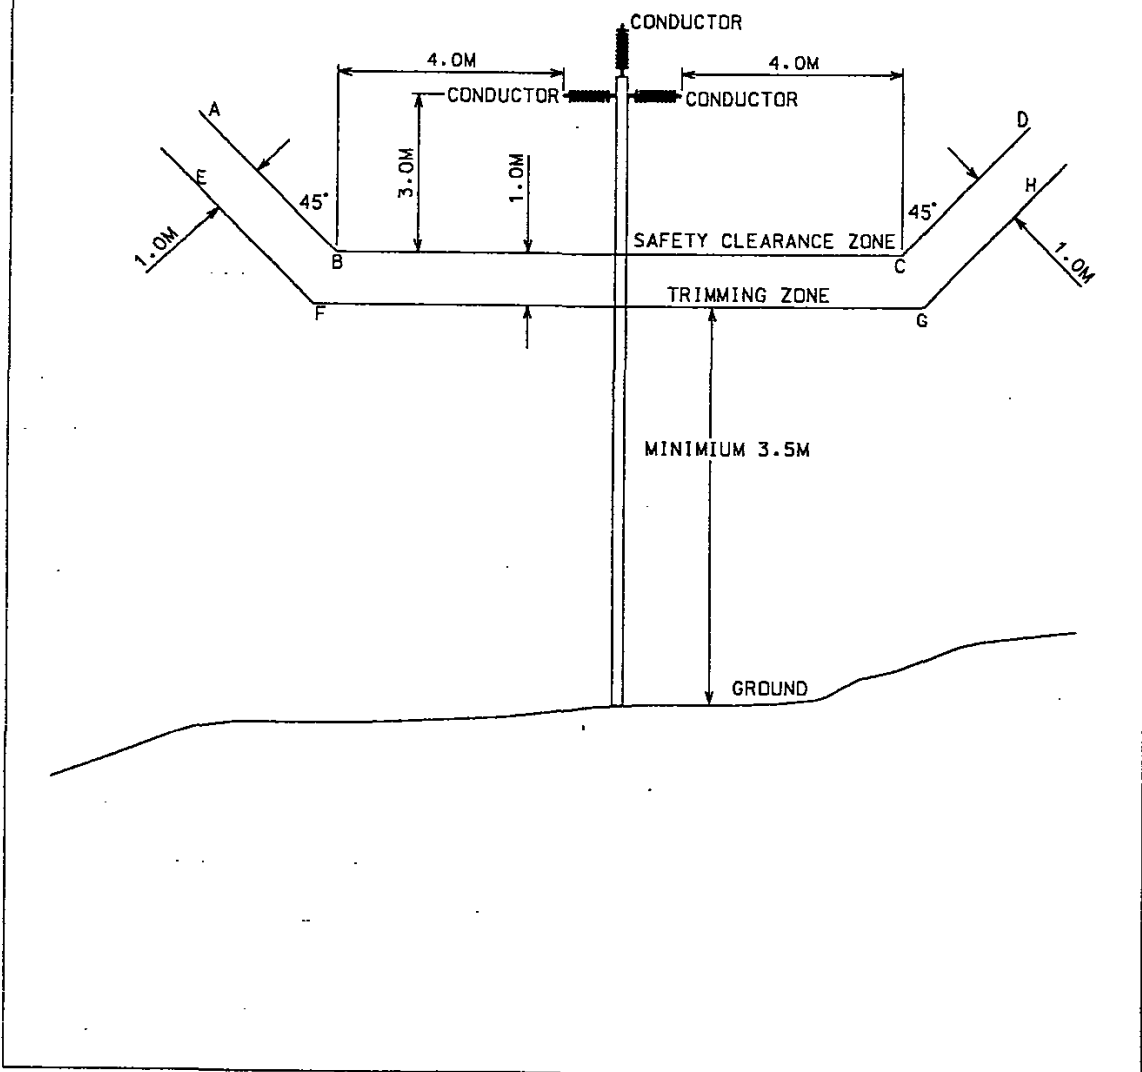 CONDUCTOR
4.0M
4.0M
CONDUCTOR
CONDUCTOR
A
D
3.0M
1.0M
E
H
45°
45°
1.0M
SAFETY CLEARANCE ZONE
1.0M
B
C
TRIMMING ZONE
F
G
MINIMIUM 3.5M
GROUND